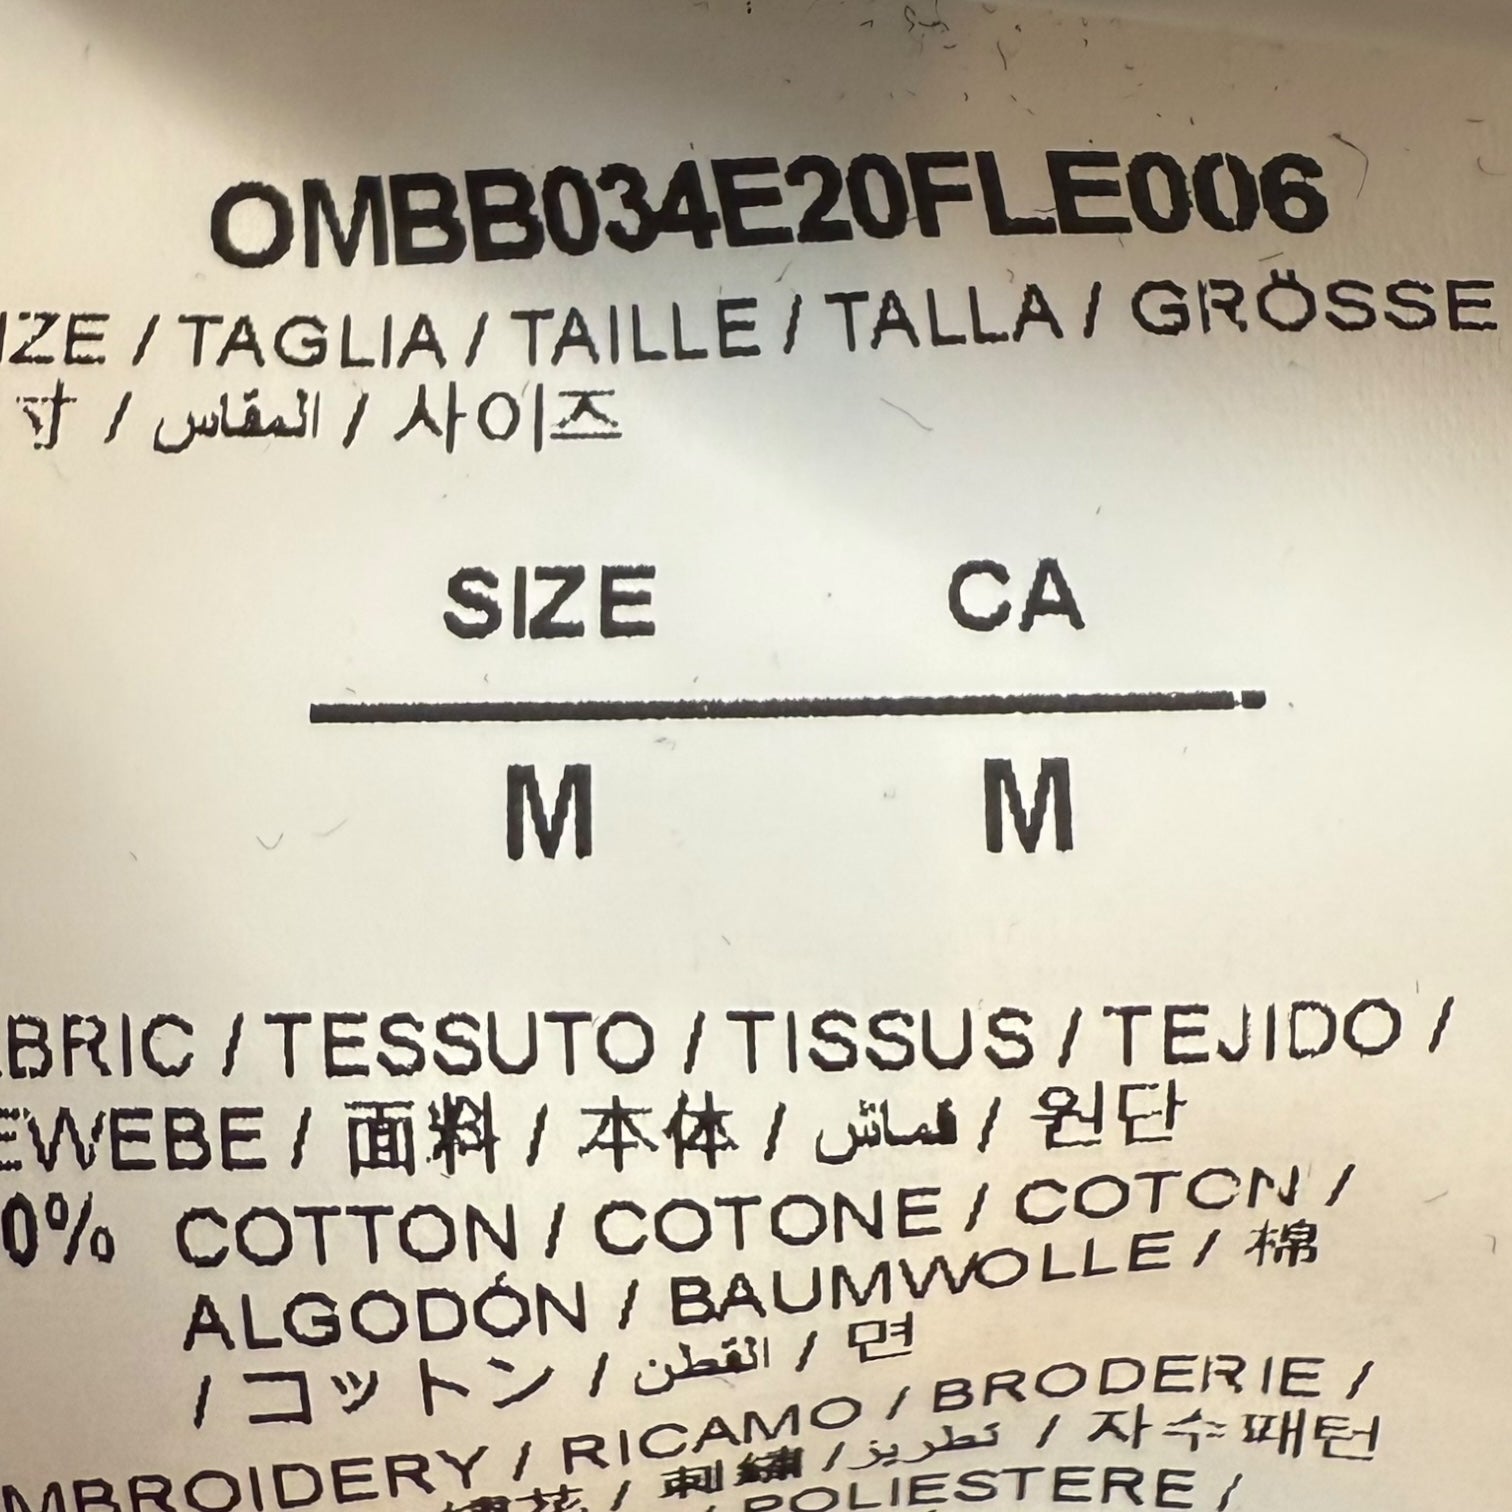 OMBB034E20FLE006
IZE / TAGLIA / TAILLE / TALLA / GRÖSSE
寸 / المقاس / 사이즈
SIZE CA
M M
BRIC / TESSUTO / TISSUS / TEJIDO /
EWEBE / 面料 / 本体 / قماش / 원단
0% COTTON / COTONE / COTON /
ALGODÓN / BAUMWOLLE / 棉
/ コットン / القطن / 면
MBROIDERY / RICAMO / BRODERIE /
花 / 刺繍 / تطريز / 자수패턴
POLIESTERE /